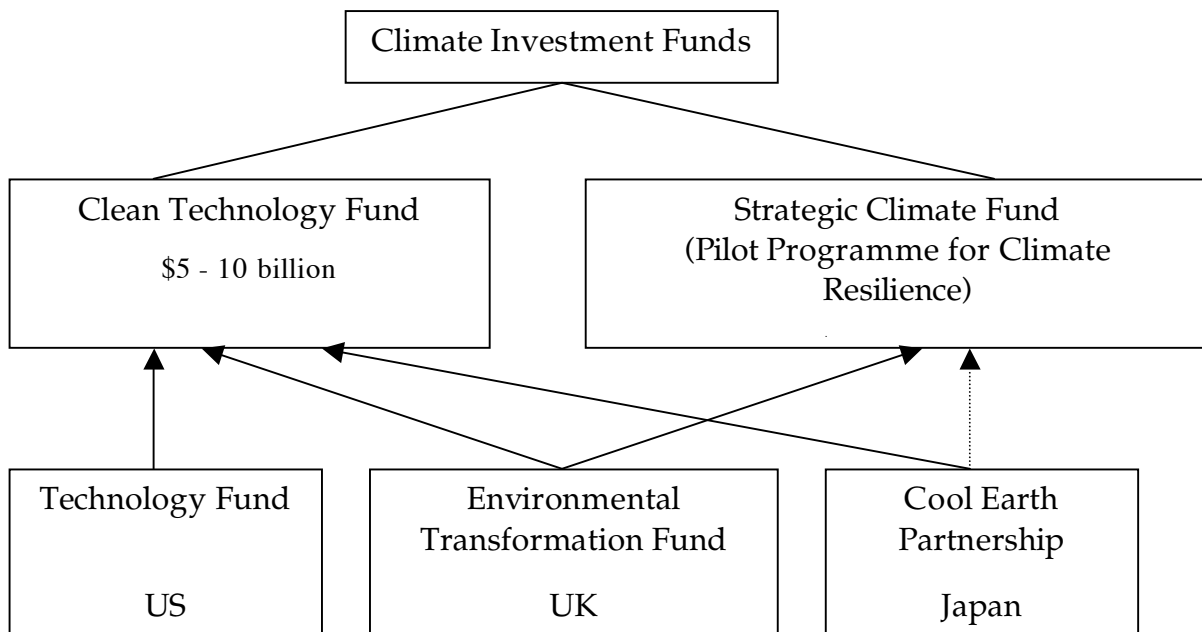 Climate Investment Funds
Clean Technology Fund
$5 - 10 billion
Strategic Climate Fund
(Pilot Programme for Climate
Resilience)
Technology Fund
US
Environmental
Transformation Fund
UK
Cool Earth
Partnership
Japan